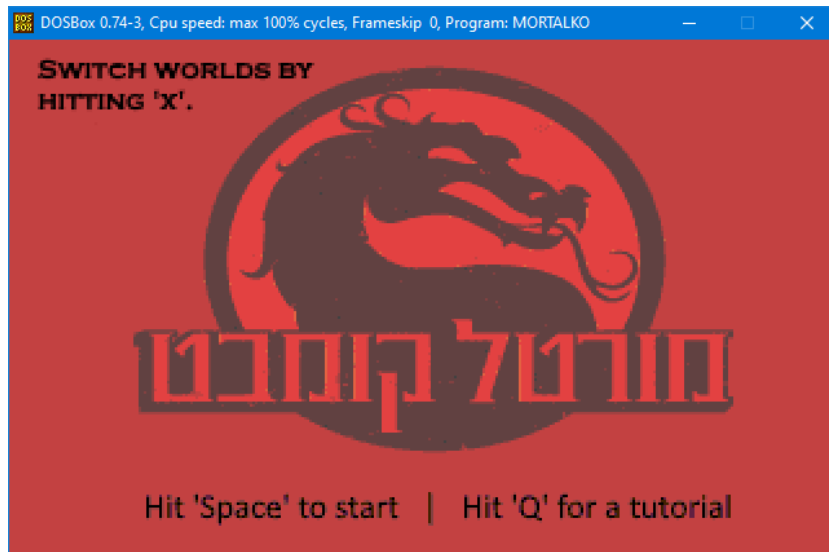 DOSBox 0.74-3, Cpu speed: max 100% cycles, Frameskip 0, Program: MORTALKO
SWITCH WORLDS BY
HITTING 'X'.
מורטל קומבט
Hit 'Space' to start | Hit 'Q' for a tutorial